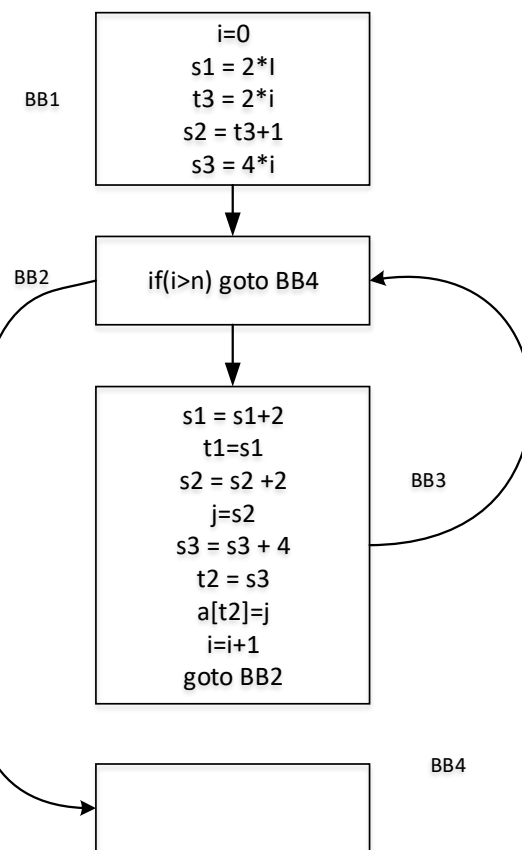 BB1
i=0
s1 = 2*I
t3 = 2*i
s2 = t3+1
s3 = 4*i
BB2
if(i>n) goto BB4
s1 = s1+2
t1=s1
s2 = s2 +2
j=s2
s3 = s3 + 4
t2 = s3
a[t2]=j
i=i+1
goto BB2
BB3
BB4